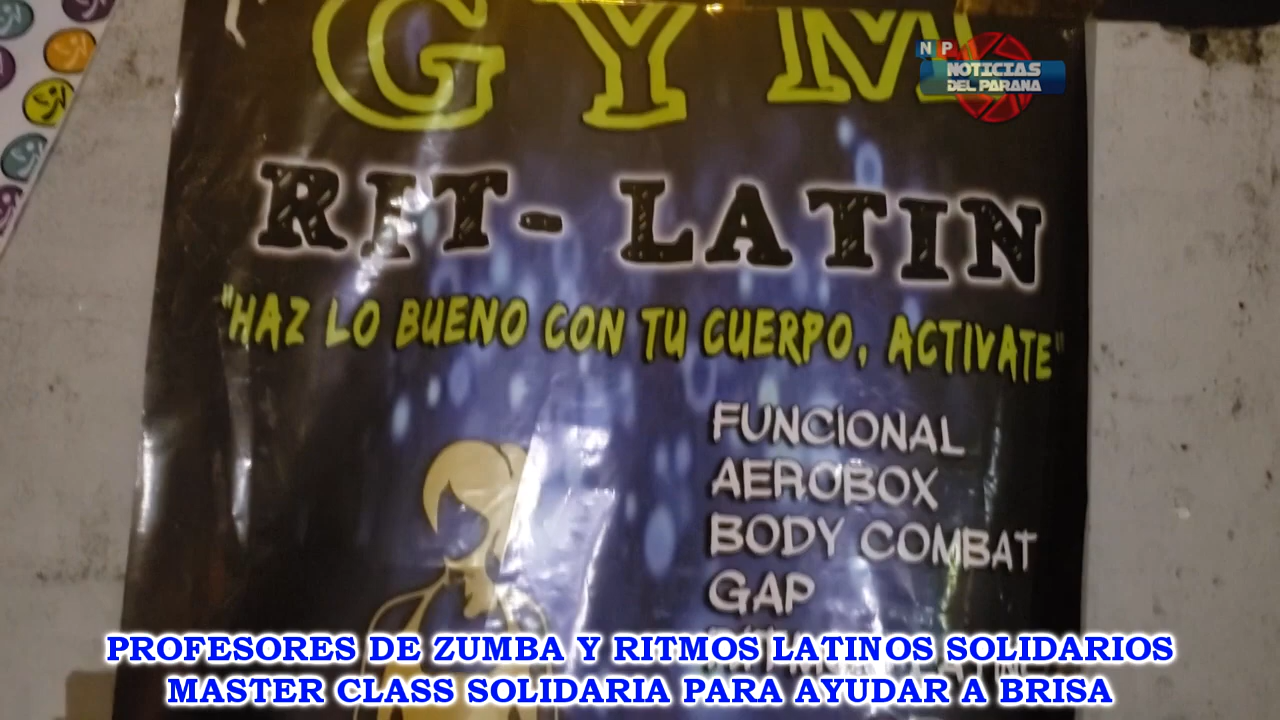 GYM
NP
NOTICIAS
DEL PARANA
RIT- LATIN
"HAZ LO BUENO CON TU CUERPO, ACTIVATE"
FUNCIONAL
AEROBOX
BODY COMBAT
GAP
PROFESORES DE ZUMBA Y RITMOS LATINOS SOLIDARIOS
MASTER CLASS SOLIDARIA PARA AYUDAR A BRISA